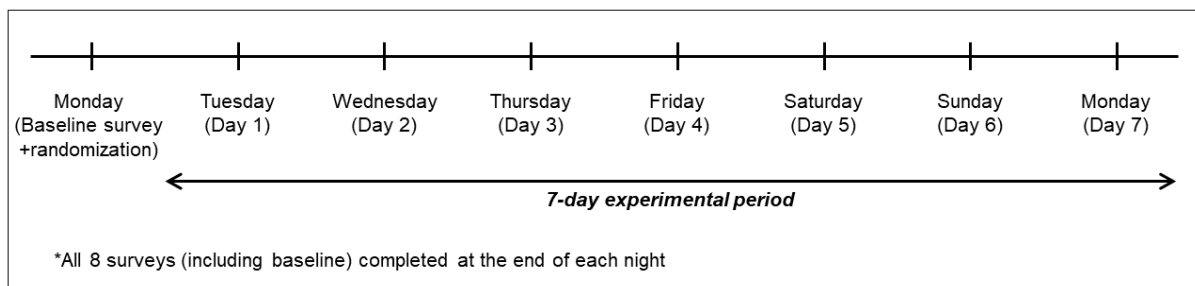 Monday
(Baseline survey
+randomization)
Tuesday
(Day 1)
Wednesday
(Day 2)
Thursday
(Day 3)
Friday
(Day 4)
Saturday
(Day 5)
Sunday
(Day 6)
Monday
(Day 7)
7-day experimental period
*All 8 surveys (including baseline) completed at the end of each night